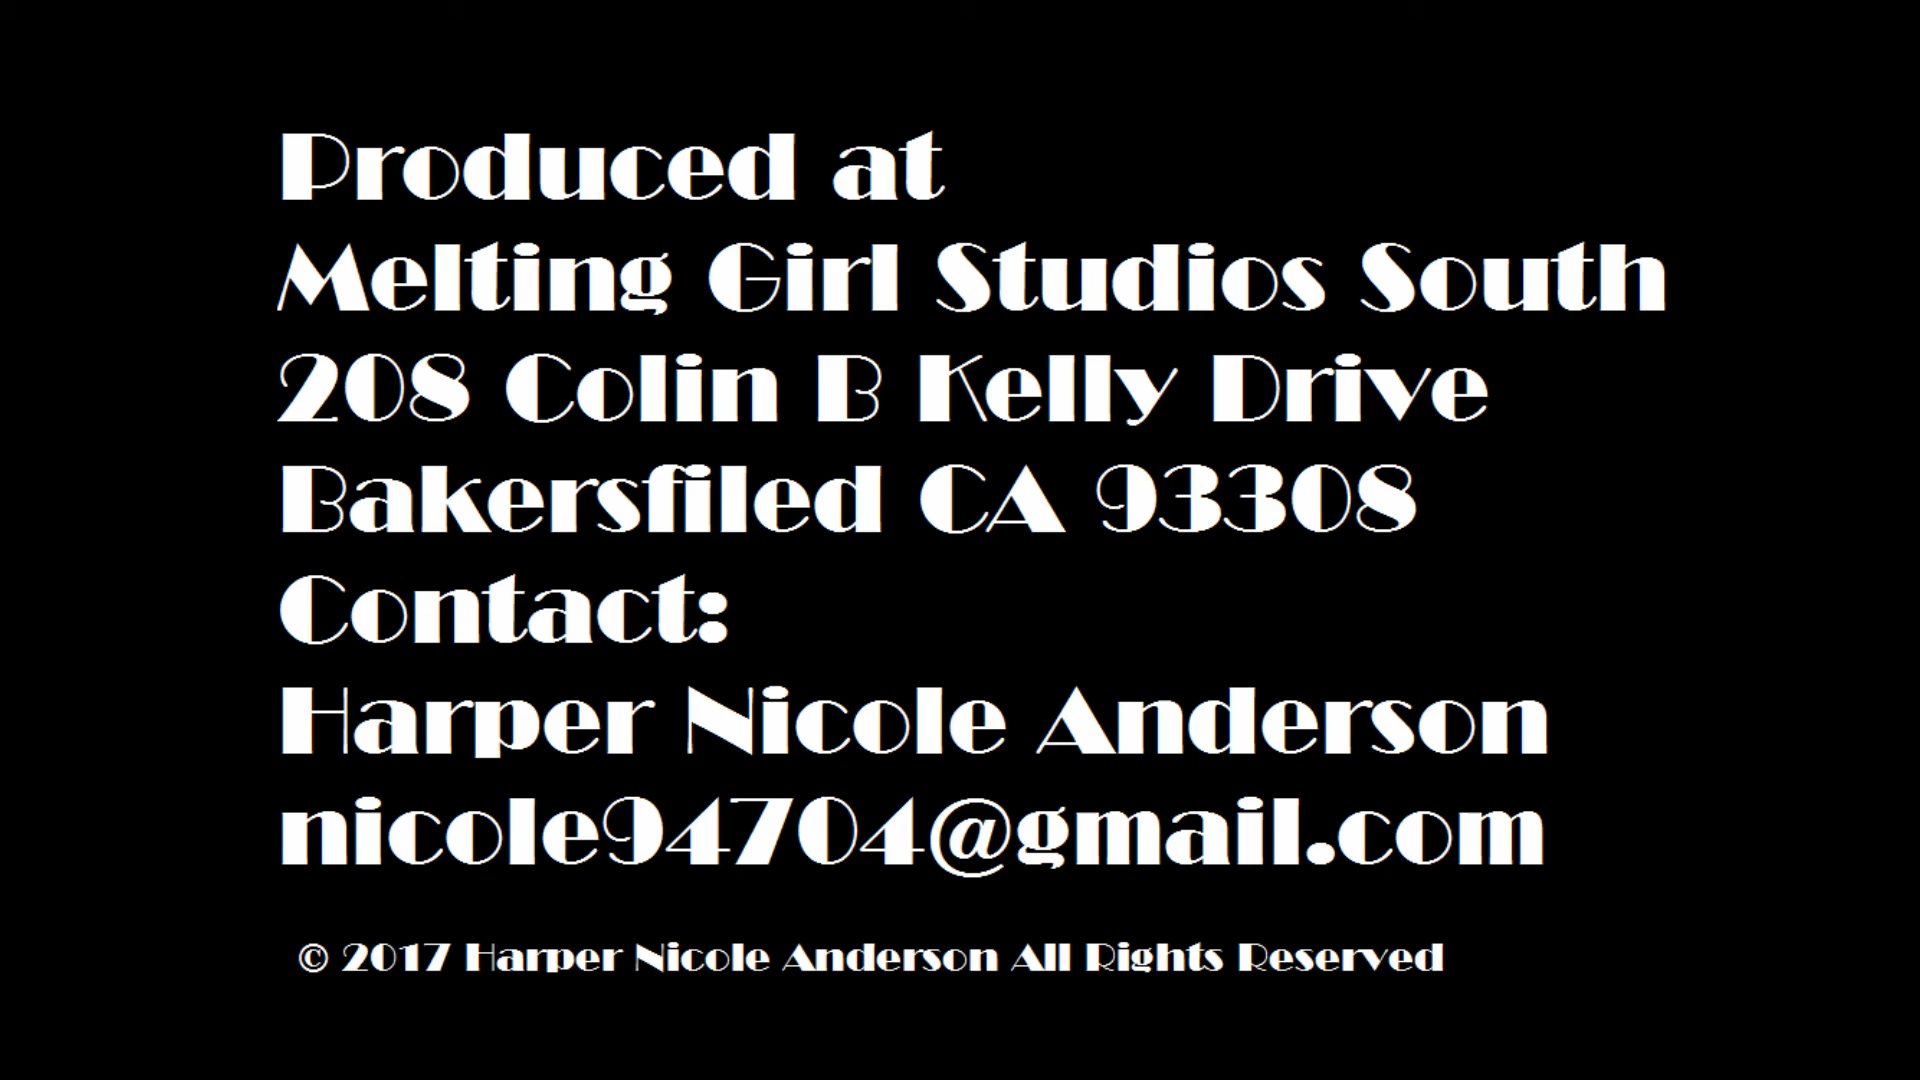 Produced at
Melting Girl Studios South
208 Colin B Kelly Drive
Bakersfiled CA 93308
Contact:
Harper Nicole Anderson
nicole94704@gmail.com
© 2017 Harper Nicole Anderson All Rights Reserved